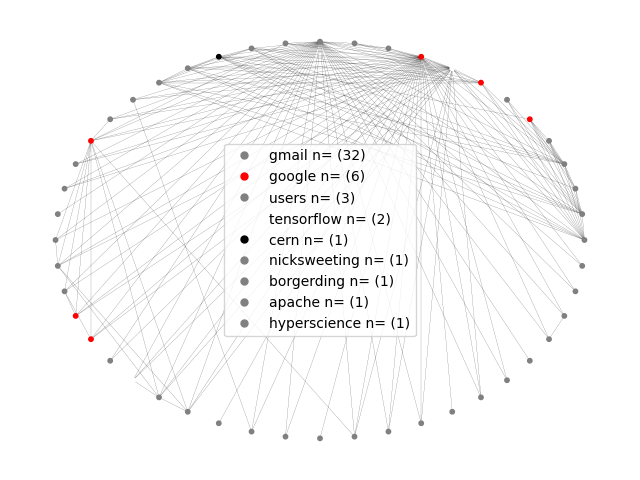 gmail n= (32)
google n= (6)
users n= (3)
tensorflow n= (2)
cern n= (1)
nicksweeting n= (1)
borgerding n= (1)
apache n= (1)
hyperscience n= (1)